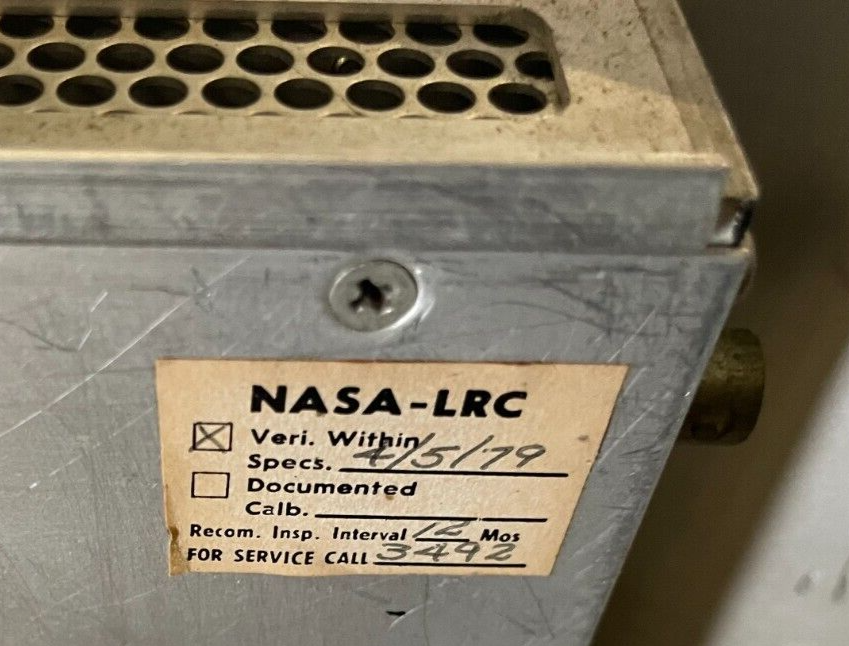 NASA-LRC
☒ Veri. Within
Specs. 4/5/79
☐ Documented
Calb.
Recom. Insp. Interval 12 Mos
FOR SERVICE CALL 3492